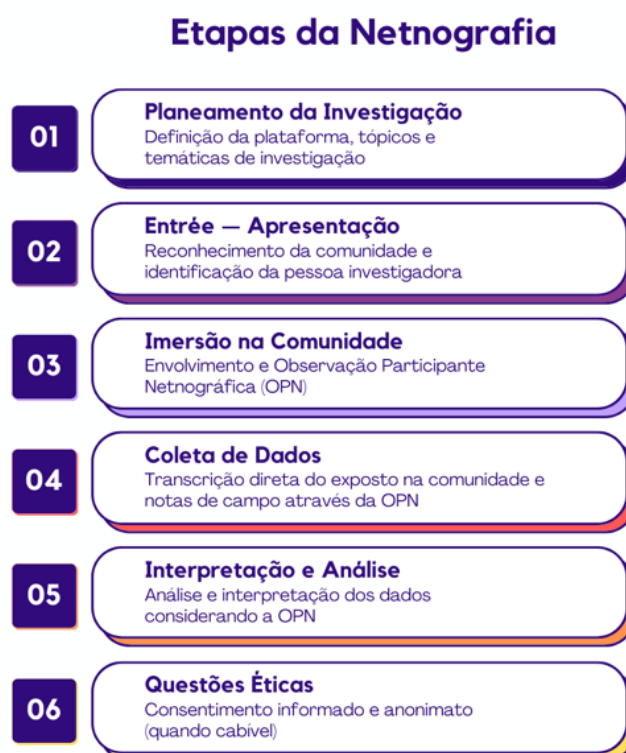 Etapas da Netnografia
01
Planeamento da Investigação
Definição da plataforma, tópicos e
temáticas de investigação
02
Entrée — Apresentação
Reconhecimento da comunidade e
identificação da pessoa investigadora
03
Imersão na Comunidade
Envolvimento e Observação Participante
Netnográfica (OPN)
04
Coleta de Dados
Transcrição direta do exposto na comunidade e
notas de campo através da OPN
05
Interpretação e Análise
Análise e interpretação dos dados
considerando a OPN
06
Questões Éticas
Consentimento informado e anonimato
(quando cabível)